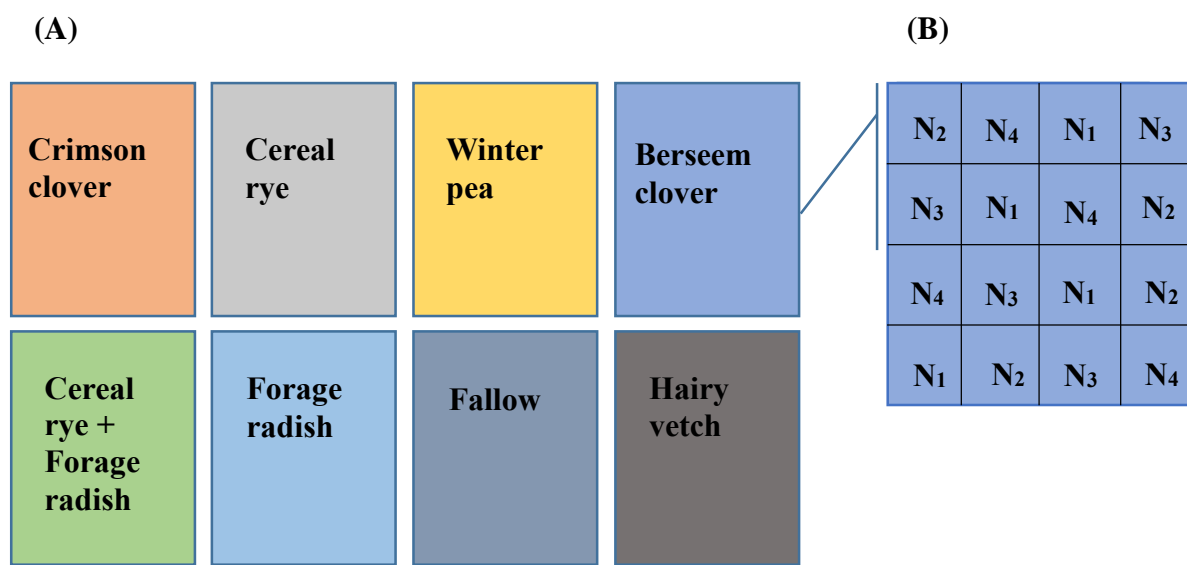 (A)
(B)
Crimson
clover
Cereal
rye
Winter
pea
Berseem
clover
Cereal
rye +
Forage
radish
Forage
radish
Fallow
Hairy
vetch
N₂ N₄ N₁ N₃
N₃ N₁ N₄ N₂
N₄ N₃ N₁ N₂
N₁ N₂ N₃ N₄